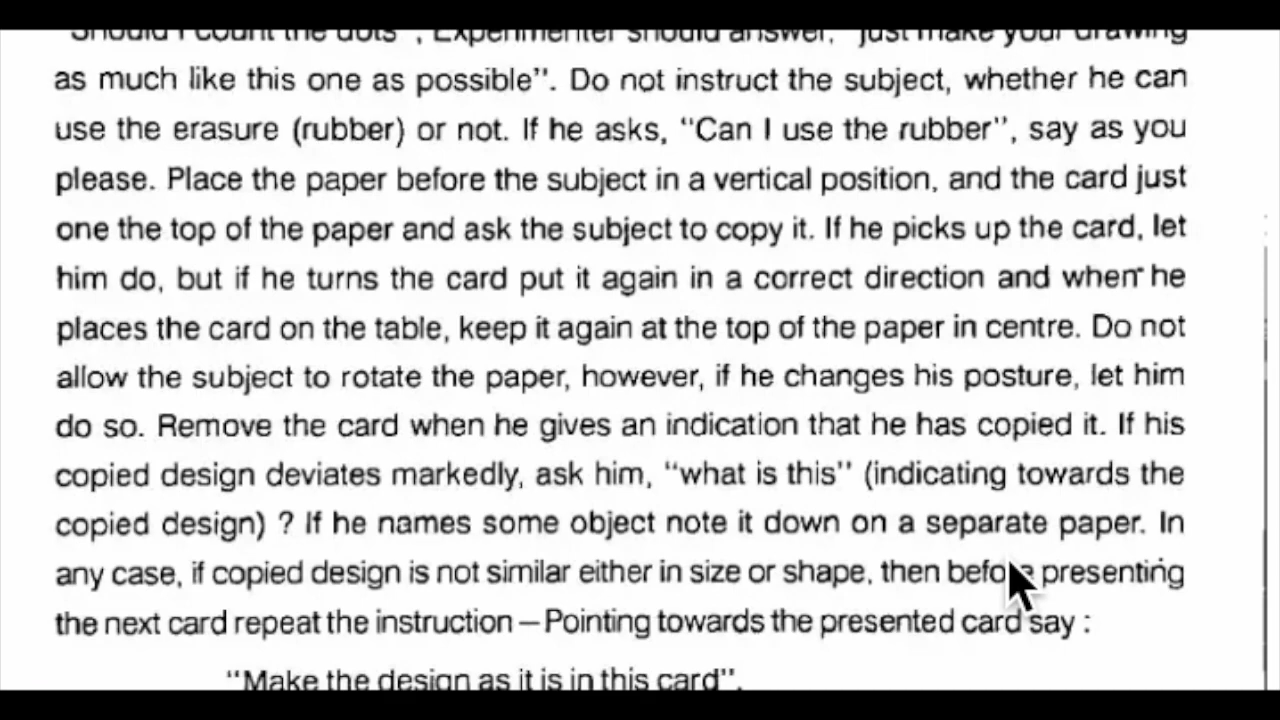 "Should I count the dots", Experimenter should answer, "just make your drawing
as much like this one as possible". Do not instruct the subject, whether he can
use the erasure (rubber) or not. If he asks, "Can I use the rubber", say as you
please. Place the paper before the subject in a vertical position, and the card just
one the top of the paper and ask the subject to copy it. If he picks up the card, let
him do, but if he turns the card put it again in a correct direction and when he
places the card on the table, keep it again at the top of the paper in centre. Do not
allow the subject to rotate the paper, however, if he changes his posture, let him
do so. Remove the card when he gives an indication that he has copied it. If his
copied design deviates markedly, ask him, "what is this" (indicating towards the
copied design) ? If he names some object note it down on a separate paper. In
any case, if copied design is not similar either in size or shape, then before presenting
the next card repeat the instruction—Pointing towards the presented card say :
"Make the design as it is in this card".